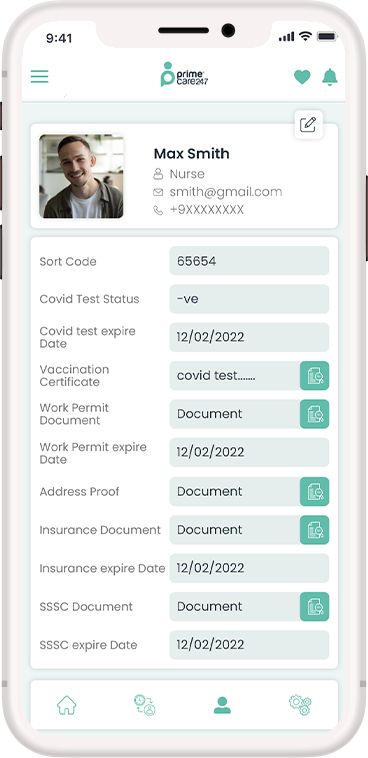 9:41
prime
care247
Max Smith
Nurse
smith@gmail.com
+9XXXXXXXX
Sort Code 65654
Covid Test Status -ve
Covid test expire
Date 12/02/2022
Vaccination
Certificate covid test.......
Work Permit
Document Document
Work Permit expire
Date 12/02/2022
Address Proof Document
Insurance Document Document
Insurance expire Date 12/02/2022
SSSC Document Document
SSSC expire Date 12/02/2022